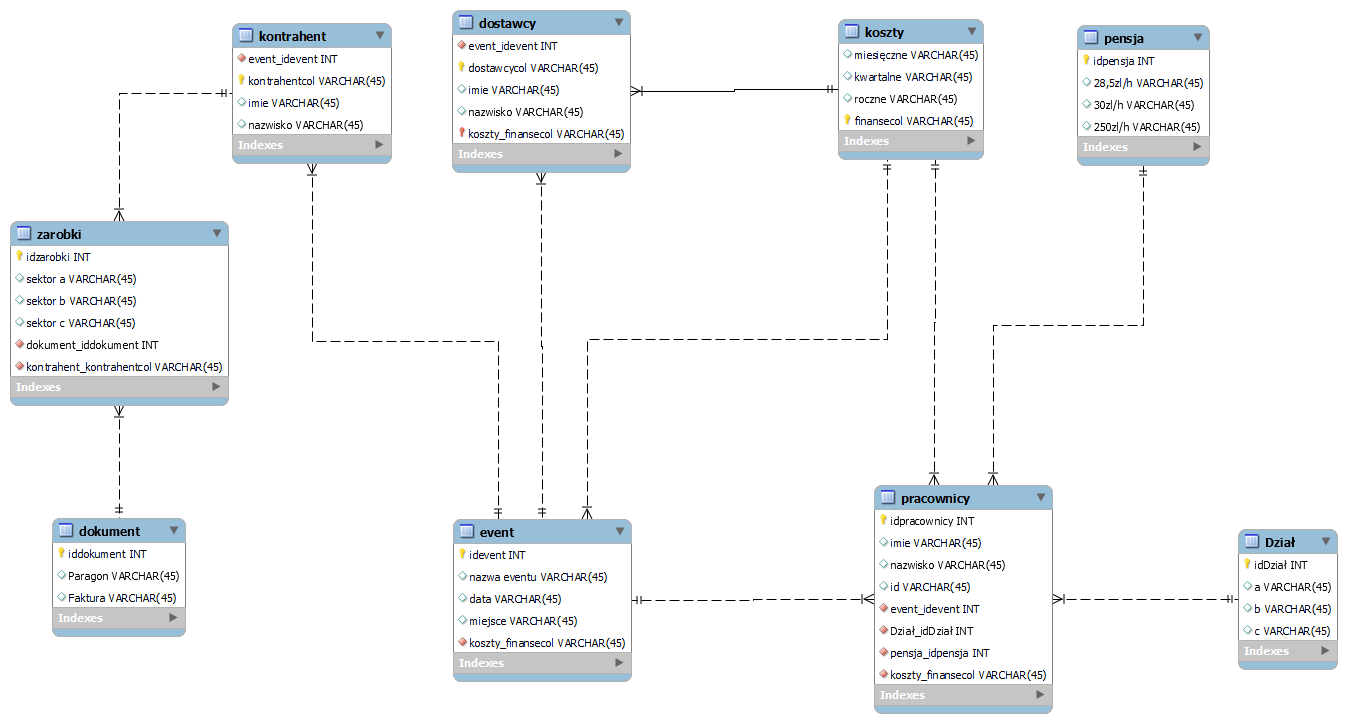 kontrahent
event_idevent INT
kontrahentcol VARCHAR(45)
imie VARCHAR(45)
nazwisko VARCHAR(45)
Indexes
dostawcy
event_idevent INT
dostawcycol VARCHAR(45)
imie VARCHAR(45)
nazwisko VARCHAR(45)
koszty_finansecol VARCHAR(45)
Indexes
koszty
miesięczne VARCHAR(45)
kwartalne VARCHAR(45)
roczne VARCHAR(45)
finansecol VARCHAR(45)
Indexes
pensja
idpensja INT
28,5zl/h VARCHAR(45)
30zl/h VARCHAR(45)
250zl/h VARCHAR(45)
Indexes
zarobki
idzarobki INT
sektor a VARCHAR(45)
sektor b VARCHAR(45)
sektor c VARCHAR(45)
dokument_iddokument INT
kontrahent_kontrahentcol VARCHAR(45)
Indexes
dokument
iddokument INT
Paragon VARCHAR(45)
Faktura VARCHAR(45)
Indexes
event
idevent INT
nazwa eventu VARCHAR(45)
data VARCHAR(45)
miejsce VARCHAR(45)
koszty_finansecol VARCHAR(45)
Indexes
pracownicy
idpracownicy INT
imie VARCHAR(45)
nazwisko VARCHAR(45)
id VARCHAR(45)
event_idevent INT
Dział_idDział INT
pensja_idpensja INT
koszty_finansecol VARCHAR(45)
Indexes
Dział
idDział INT
a VARCHAR(45)
b VARCHAR(45)
c VARCHAR(45)
Indexes